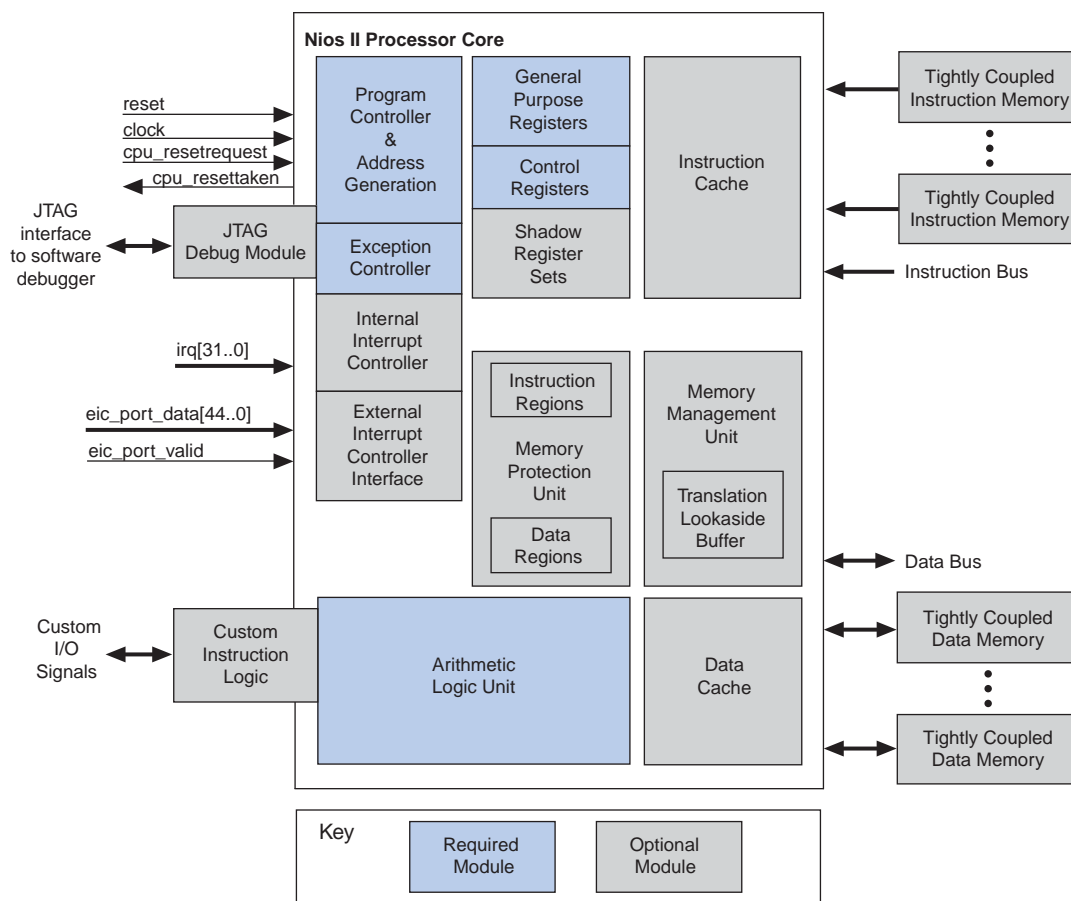 Nios II Processor Core
reset
clock
cpu_resetrequest
cpu_resettaken
JTAG
interface
to software
debugger
JTAG
Debug Module
irq[31..0]
eic_port_data[44..0]
eic_port_valid
Custom
I/O
Signals
Custom
Instruction
Logic
Program
Controller
&
Address
Generation
Exception
Controller
Internal
Interrupt
Controller
External
Interrupt
Controller
Interface
General
Purpose
Registers
Control
Registers
Shadow
Register
Sets
Instruction
Cache
Instruction
Regions
Memory
Protection
Unit
Data
Regions
Memory
Management
Unit
Translation
Lookaside
Buffer
Arithmetic
Logic Unit
Data
Cache
Tightly Coupled
Instruction Memory
Tightly Coupled
Instruction Memory
Instruction Bus
Data Bus
Tightly Coupled
Data Memory
Tightly Coupled
Data Memory
Key
Required
Module
Optional
Module